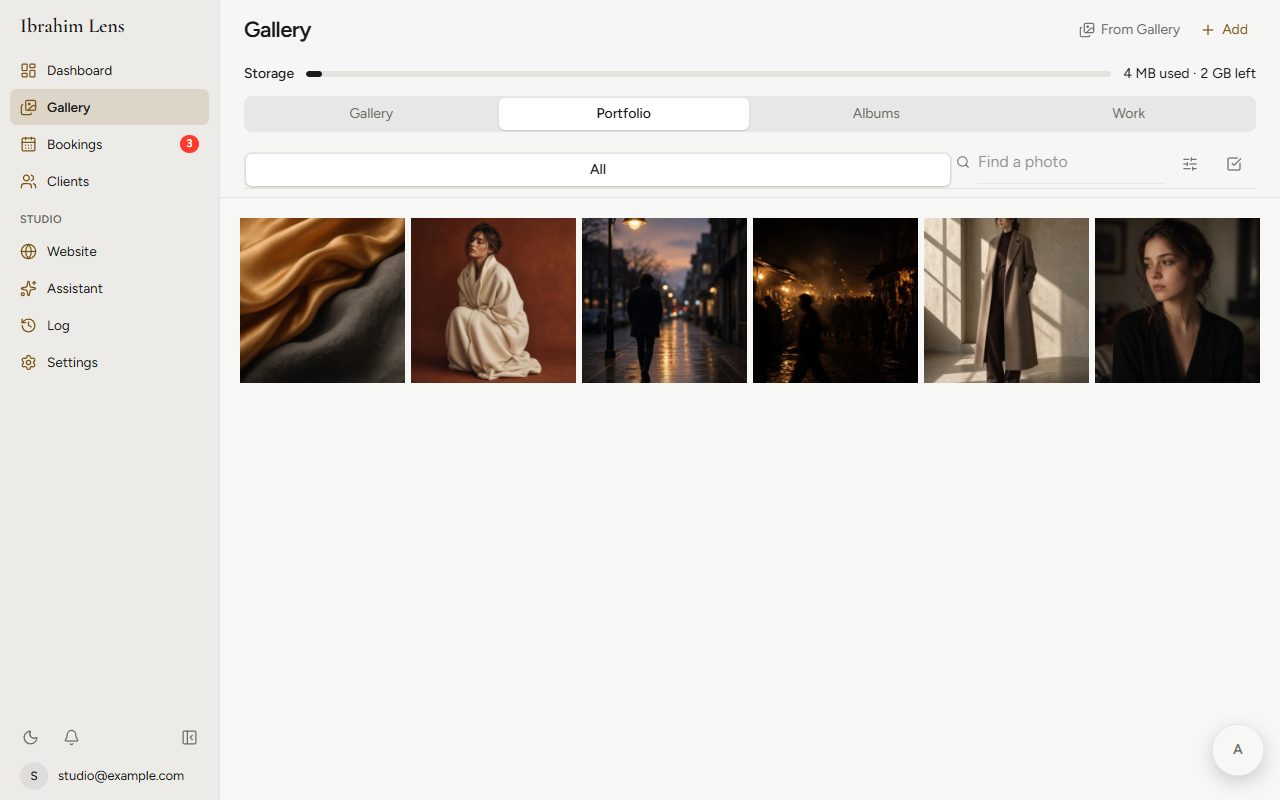 Ibrahim Lens
Dashboard
Gallery
Bookings 3
Clients
STUDIO
Website
Assistant
Log
Settings
S studio@example.com
Gallery
From Gallery
Add
Storage 4 MB used · 2 GB left
Gallery Portfolio Albums Work
All
Find a photo
A